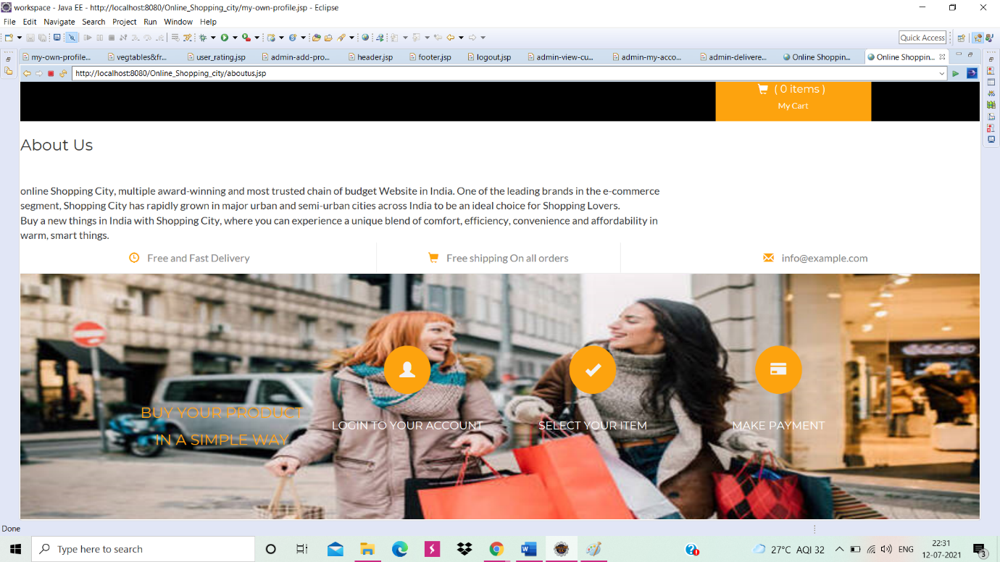 workspace - Java EE - http://localhost:8080/Online_Shopping_city/my-own-profile.jsp - Eclipse
File Edit Navigate Search Project Run Window Help
Quick Access
my-own-profile... vegtables&fr... user_rating.jsp admin-add-pro... header.jsp footer.jsp logout.jsp admin-view-cu... admin-my-acco... admin-delivere... Online Shoppin... Online Shoppin...
http://localhost:8080/Online_Shopping_city/aboutus.jsp
( 0 items )
My Cart
About Us
online Shopping City, multiple award-winning and most trusted chain of budget Website in India. One of the leading brands in the e-commerce
segment, Shopping City has rapidly grown in major urban and semi-urban cities across India to be an ideal choice for Shopping Lovers.
Buy a new things in India with Shopping City, where you can experience a unique blend of comfort, efficiency, convenience and affordability in
warm, smart things.
Free and Fast Delivery Free shipping On all orders info@example.com
BUY YOUR PRODUCT
IN A SIMPLE WAY
LOGIN TO YOUR ACCOUNT SELECT YOUR ITEM MAKE PAYMENT
Done
Type here to search
27°C AQI 32 ENG 22:31
12-07-2021
3